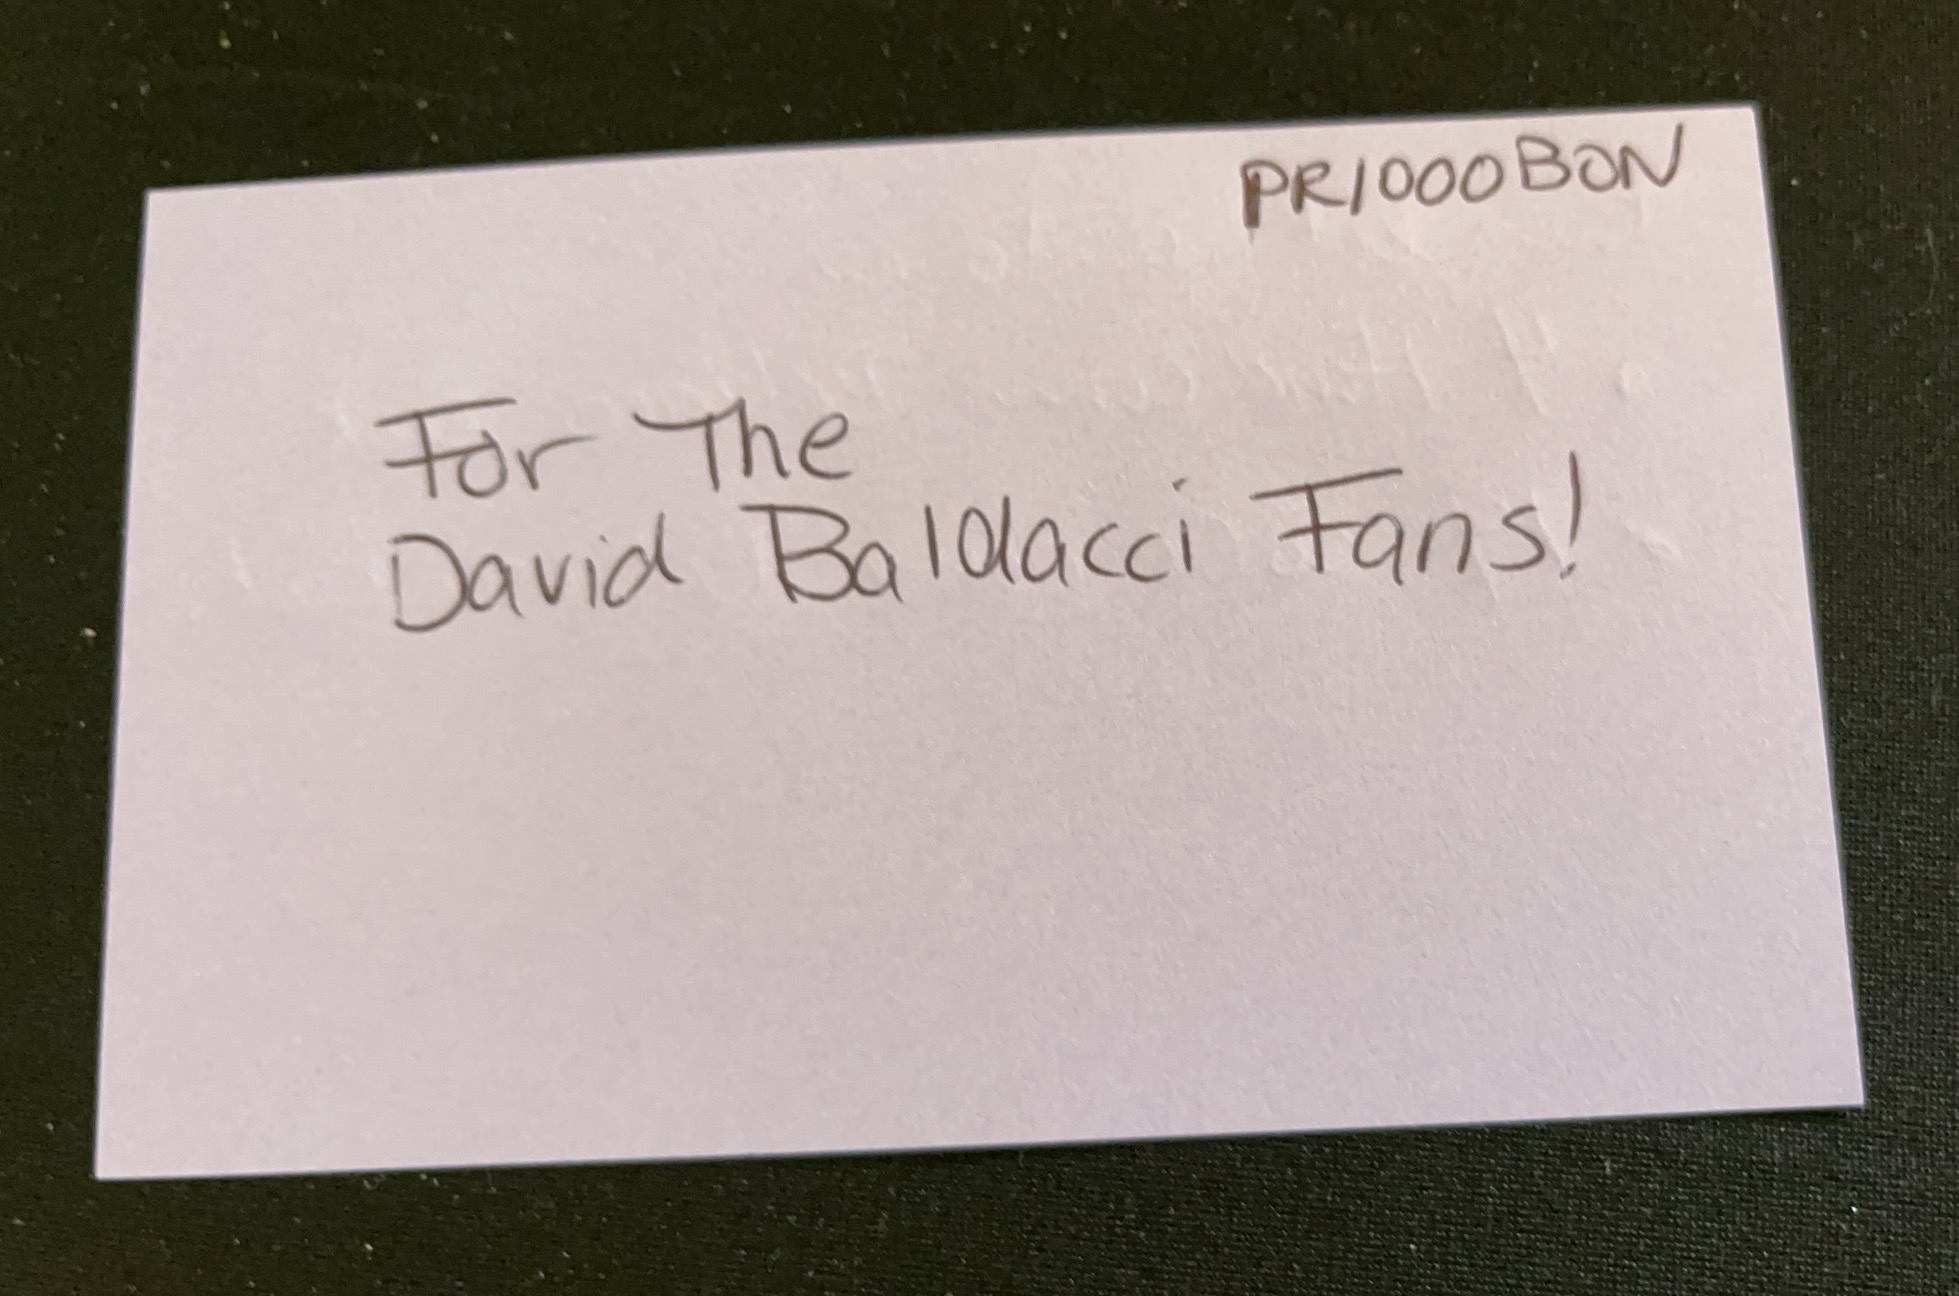 PR1000BON
For The
David Baldacci Fans!